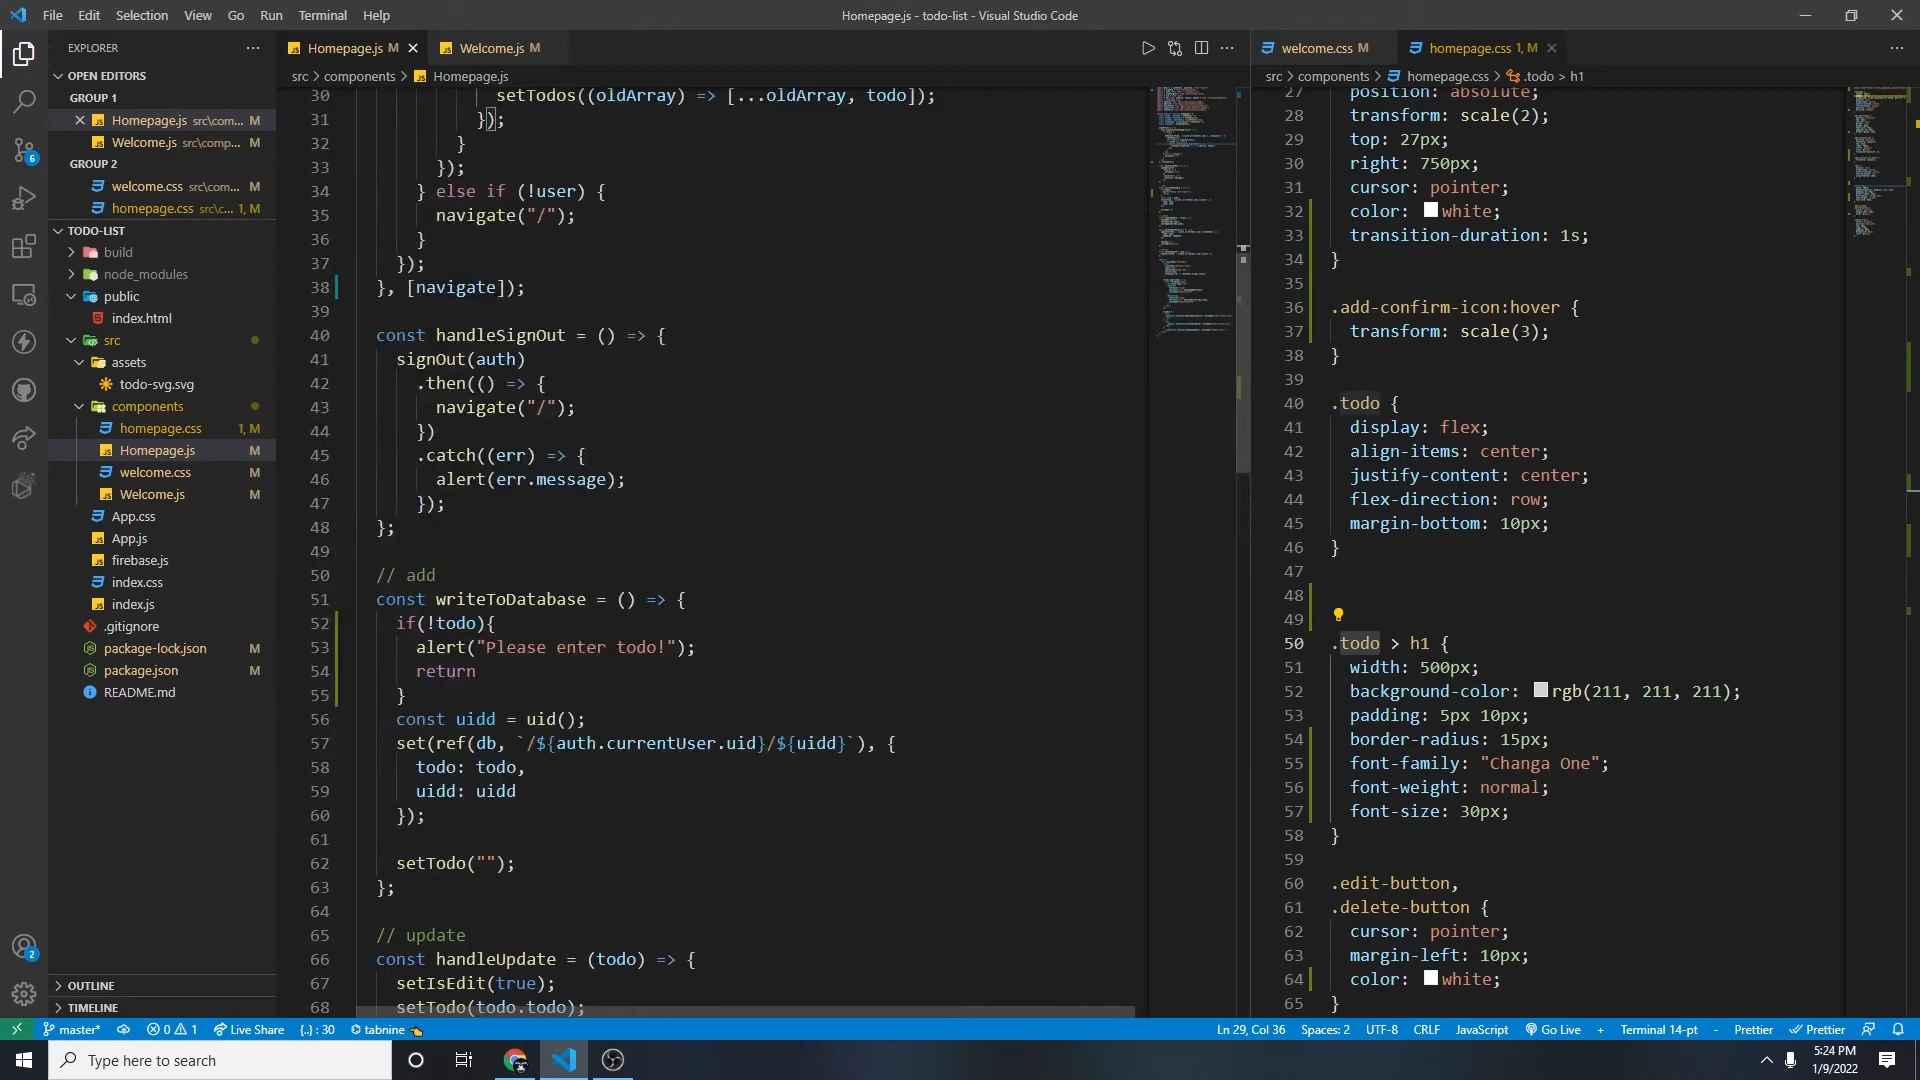 File Edit Selection View Go Run Terminal Help
Homepage.js - todo-list - Visual Studio Code
EXPLORER
OPEN EDITORS
GROUP 1
Homepage.js src\com... M
Welcome.js src\comp... M
GROUP 2
welcome.css src\com... M
homepage.css src\c... 1, M
TODO-LIST
build
node_modules
public
index.html
src
assets
todo-svg.svg
components
homepage.css 1, M
Homepage.js M
welcome.css M
Welcome.js M
App.css
App.js
firebase.js
index.css
index.js
.gitignore
package-lock.json M
package.json M
README.md
OUTLINE
TIMELINE
6
2
Homepage.js M
Welcome.js M
src > components > Homepage.js
30 setTodos((oldArray) => [...oldArray, todo]);
31 });
32 }
33 });
34 } else if (!user) {
35 navigate("/");
36 }
37 });
38 }, [navigate]);
39
40 const handleSignOut = () => {
41 signOut(auth)
42 .then(() => {
43 navigate("/");
44 })
45 .catch((err) => {
46 alert(err.message);
47 });
48 };
49
50 // add
51 const writeToDatabase = () => {
52 if(!todo){
53 alert("Please enter todo!");
54 return
55 }
56 const uidd = uid();
57 set(ref(db, `/${auth.currentUser.uid}/${uidd}`), {
58 todo: todo,
59 uidd: uidd
60 });
61
62 setTodo("");
63 };
64
65 // update
66 const handleUpdate = (todo) => {
67 setIsEdit(true);
68 setTodo(todo.todo);
welcome.css M
homepage.css 1, M
src > components > homepage.css > .todo > h1
27 position: absolute;
28 transform: scale(2);
29 top: 27px;
30 right: 750px;
31 cursor: pointer;
32 color: white;
33 transition-duration: 1s;
34 }
35
36 .add-confirm-icon:hover {
37 transform: scale(3);
38 }
39
40 .todo {
41 display: flex;
42 align-items: center;
43 justify-content: center;
44 flex-direction: row;
45 margin-bottom: 10px;
46 }
47
48
49
50 .todo > h1 {
51 width: 500px;
52 background-color: rgb(211, 211, 211);
53 padding: 5px 10px;
54 border-radius: 15px;
55 font-family: "Changa One";
56 font-weight: normal;
57 font-size: 30px;
58 }
59
60 .edit-button,
61 .delete-button {
62 cursor: pointer;
63 margin-left: 10px;
64 color: white;
65 }
master* 0 1 Live Share {..} : 30 tabnine Ln 29, Col 36 Spaces: 2 UTF-8 CRLF JavaScript Go Live + Terminal 14-pt - Prettier Prettier
Type here to search
5:24 PM
1/9/2022